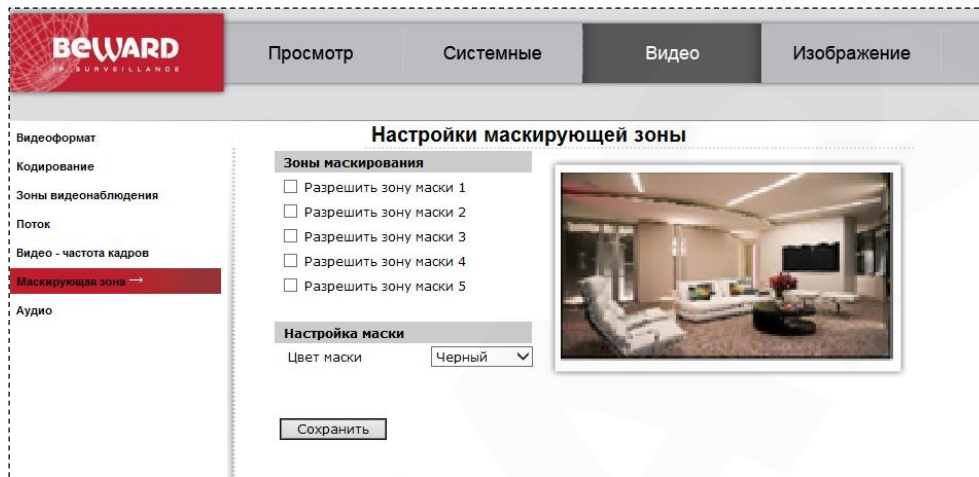 BEWARD
IP SURVEILLANCE
Просмотр
Системные
Видео
Изображение
Видеоформат
Кодирование
Зоны видеонаблюдения
Поток
Видео - частота кадров
Маскирующая зона →
Аудио
Настройки маскирующей зоны
Зоны маскирования
Разрешить зону маски 1
Разрешить зону маски 2
Разрешить зону маски 3
Разрешить зону маски 4
Разрешить зону маски 5
Настройка маски
Цвет маски Черный
Сохранить